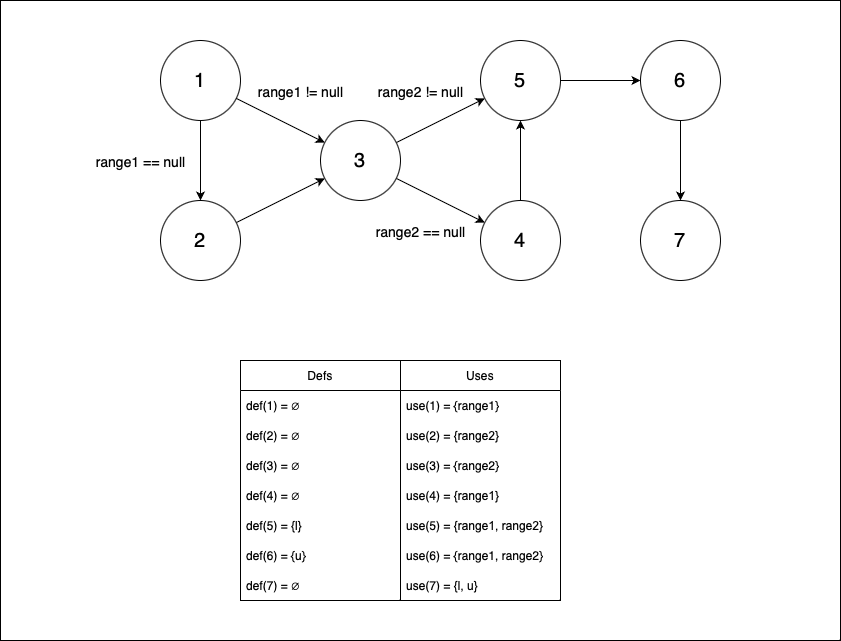 1
5
6
range1 != null
range2 != null
3
range1 == null
range2 == null
2
4
7
Defs Uses
def(1) = ∅ use(1) = {range1}
def(2) = ∅ use(2) = {range2}
def(3) = ∅ use(3) = {range2}
def(4) = ∅ use(4) = {range1}
def(5) = {l} use(5) = {range1, range2}
def(6) = {u} use(6) = {range1, range2}
def(7) = ∅ use(7) = {l, u}